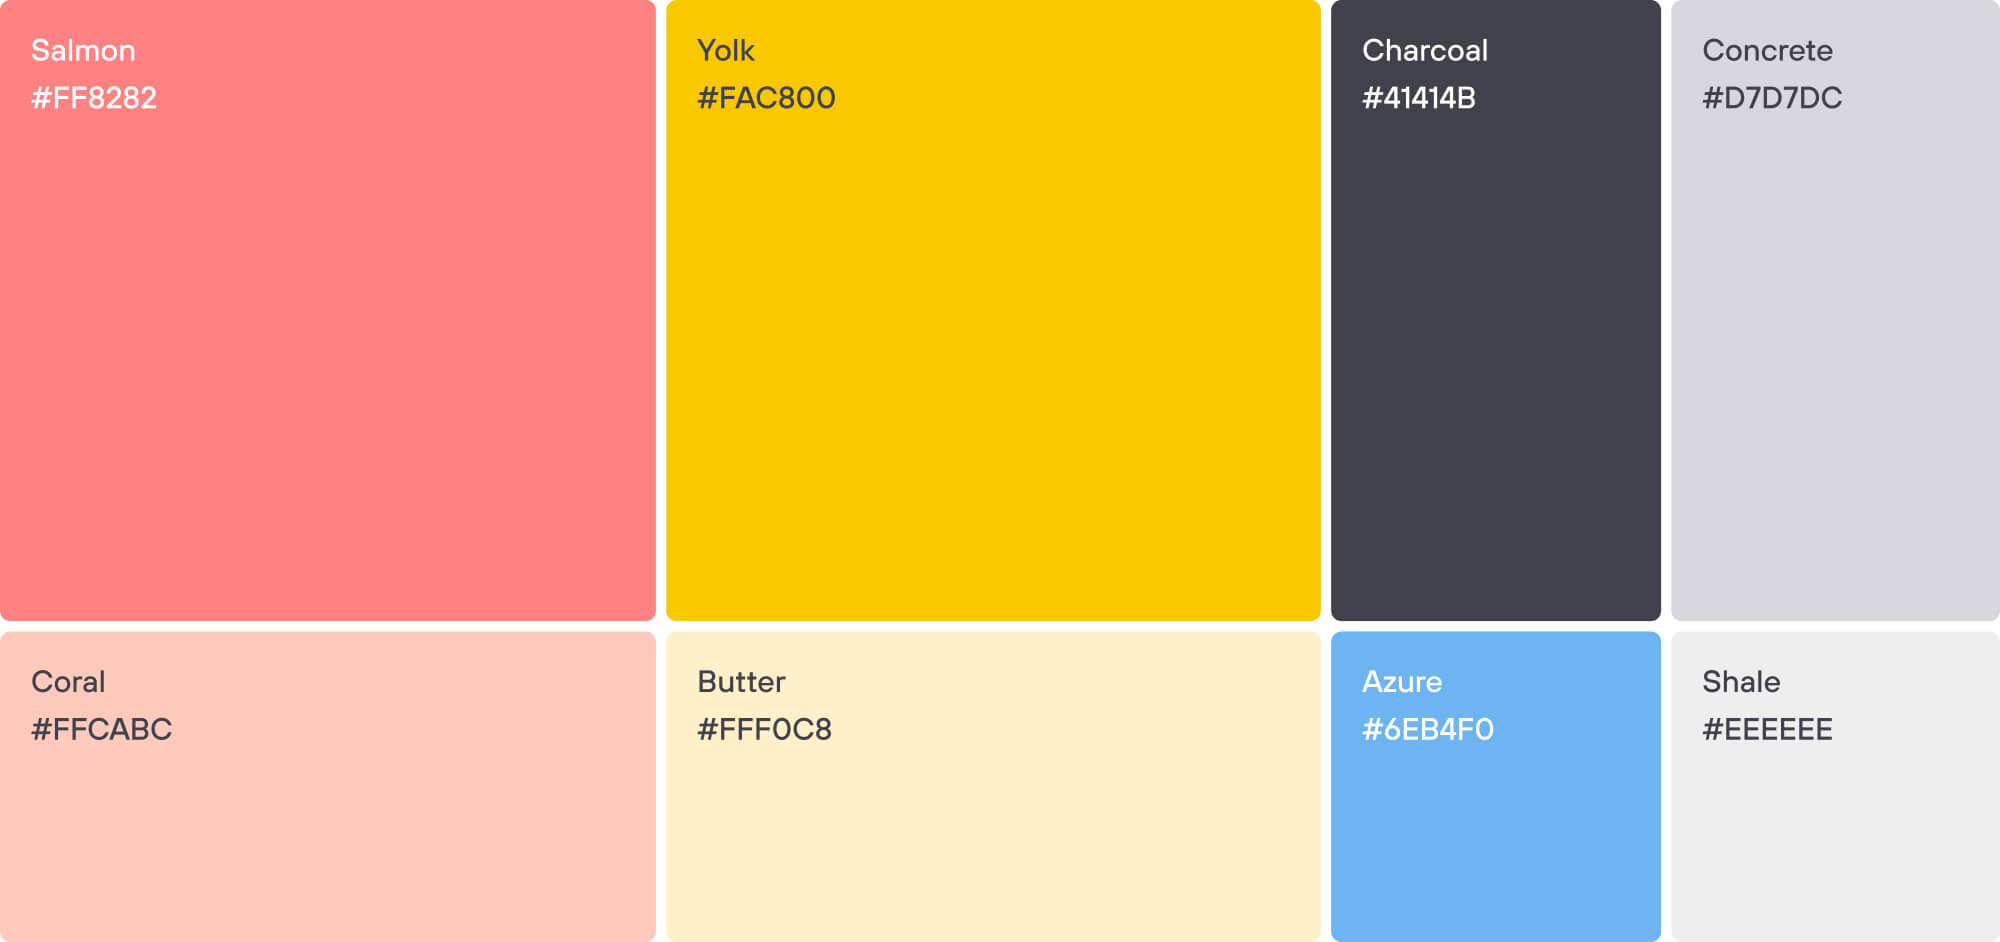 Salmon
#FF8282
Yolk
#FAC800
Charcoal
#41414B
Concrete
#D7D7DC
Coral
#FFCABC
Butter
#FFF0C8
Azure
#6EB4F0
Shale
#EEEEEE